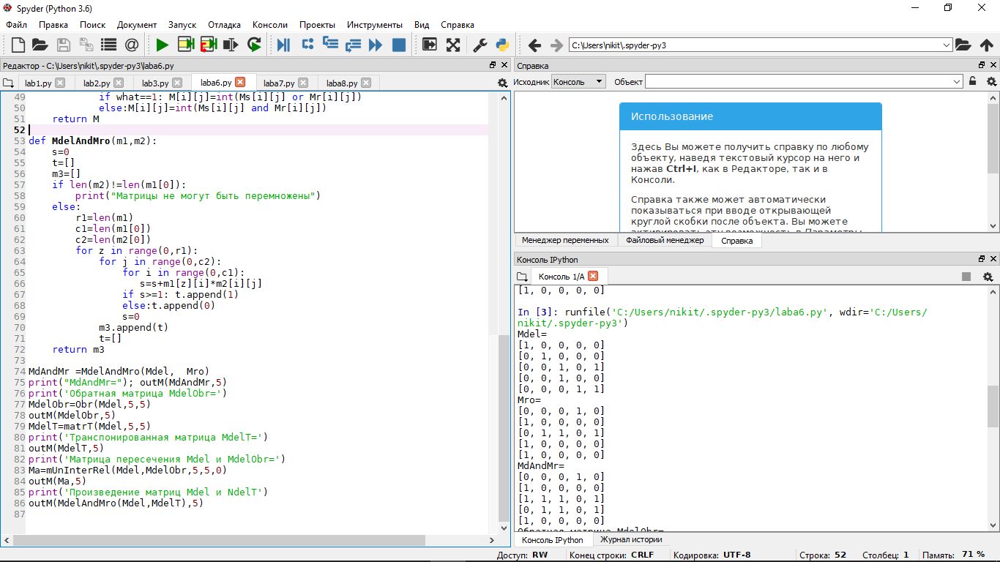 Spyder (Python 3.6)
Файл Правка Поиск Документ Запуск Отладка Консоли Проекты Инструменты Вид Справка
C:\Users\nikit\.spyder-py3
Редактор - C:\Users\nikit\.spyder-py3\laba6.py
lab1.py lab2.py lab3.py laba6.py laba7.py laba8.py
49             if what==1: M[i][j]=int(Ms[i][j] or Mr[i][j])
50             else:M[i][j]=int(Ms[i][j] and Mr[i][j])
51     return M
52
53 def MdelAndMro(m1,m2):
54     s=0
55     t=[]
56     m3=[]
57     if len(m2)!=len(m1[0]):
58         print("Матрицы не могут быть перемножены")
59     else:
60         r1=len(m1)
61         c1=len(m1[0])
62         c2=len(m2[0])
63         for z in range(0,r1):
64             for j in range(0,c2):
65                 for i in range(0,c1):
66                    s=s+m1[z][i]*m2[i][j]
67                 if s>=1: t.append(1)
68                 else:t.append(0)
69                 s=0
70             m3.append(t)
71             t=[]
72     return m3
73
74 MdAndMr =MdelAndMro(Mdel,  Mro)
75 print("MdAndMr="); outM(MdAndMr,5)
76 print('Обратная матрица MdelObr=')
77 MdelObr=Obr(Mdel,5,5)
78 outM(MdelObr,5)
79 MdelT=matrT(Mdel,5,5)
80 print('Транспонированная матрица MdelT=')
81 outM(MdelT,5)
82 print('Матрица пересечения Mdel и MdelObr=')
83 Ma=mUnInterRel(Mdel,MdelObr,5,5,0)
84 outM(Ma,5)
85 print('Произведение матриц Mdel и NdelT')
86 outM(MdelAndMro(Mdel,MdelT),5)
87
Справка
Исходник Консоль Объект
Использование
Здесь Вы можете получить справку по любому
объекту, наведя текстовый курсор на него и
нажав Ctrl+I, как в Редакторе, так и в
Консоли.
Справка также может автоматически
показываться при вводе открывающей
круглой скобки после объекта. Вы можете
активировать эту возможность в Параметры
Менеджер переменных Файловый менеджер Справка
Консоль IPython
Консоль 1/A
[1, 0, 0, 0, 0]
In [3]: runfile('C:/Users/nikit/.spyder-py3/laba6.py', wdir='C:/Users/
nikit/.spyder-py3')
Mdel=
[1, 0, 0, 0, 0]
[0, 1, 0, 0, 0]
[0, 0, 1, 0, 1]
[0, 0, 1, 0, 0]
[0, 0, 0, 1, 1]
Mro=
[0, 0, 0, 1, 0]
[1, 0, 0, 0, 0]
[0, 1, 1, 0, 1]
[1, 0, 0, 0, 0]
[1, 0, 0, 0, 0]
MdAndMr=
[0, 0, 0, 1, 0]
[1, 0, 0, 0, 0]
[1, 1, 1, 0, 1]
[0, 1, 1, 0, 1]
[1, 0, 0, 0, 0]
Обратная матрица MdelObr=
Консоль IPython Журнал истории
Доступ: RW Конец строки: CRLF Кодировка: UTF-8 Строка: 52 Столбец: 1 Память: 71 %